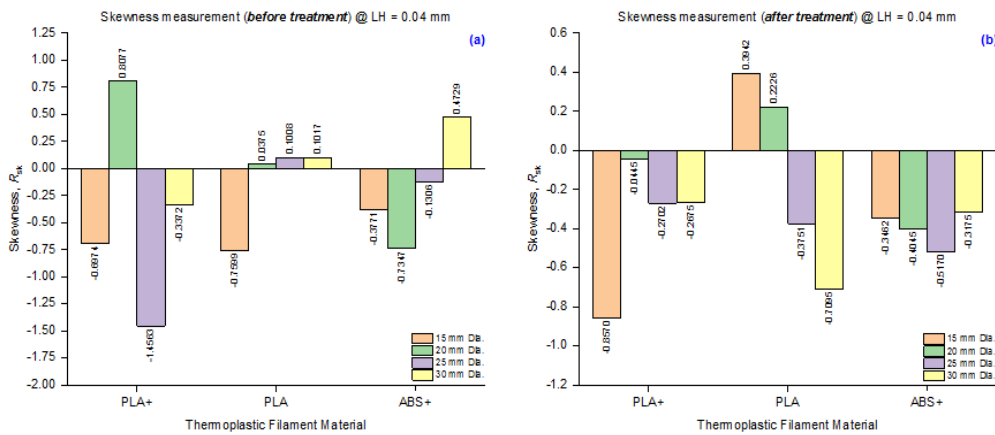 Skewness measurement (before treatment) @ LH = 0.04 mm
(a)
1.25
1.00
0.75
0.50
0.25
0.00
-0.25
-0.50
-0.75
-1.00
-1.25
-1.50
-1.75
-2.00
Skewness, Rsk
-0.6974
0.8077
-1.4563
-0.3372
-0.7599
0.0375
0.1008
0.1017
-0.3771
-0.7347
-0.1306
0.4729
15 mm Dia.
20 mm Dia.
25 mm Dia.
30 mm Dia.
PLA+
PLA
ABS+
Thermoplastic Filament Material
Skewness measurement (after treatment) @ LH = 0.04 mm
(b)
0.6
0.4
0.2
0.0
-0.2
-0.4
-0.6
-0.8
-1.0
-1.2
Skewness, Rsk
-0.8570
-0.0445
-0.2702
-0.2675
0.3942
0.2226
-0.3751
-0.7095
-0.3462
-0.4045
-0.5170
-0.3175
15 mm Dia.
20 mm Dia.
25 mm Dia.
30 mm Dia.
PLA+
PLA
ABS+
Thermoplastic Filament Material